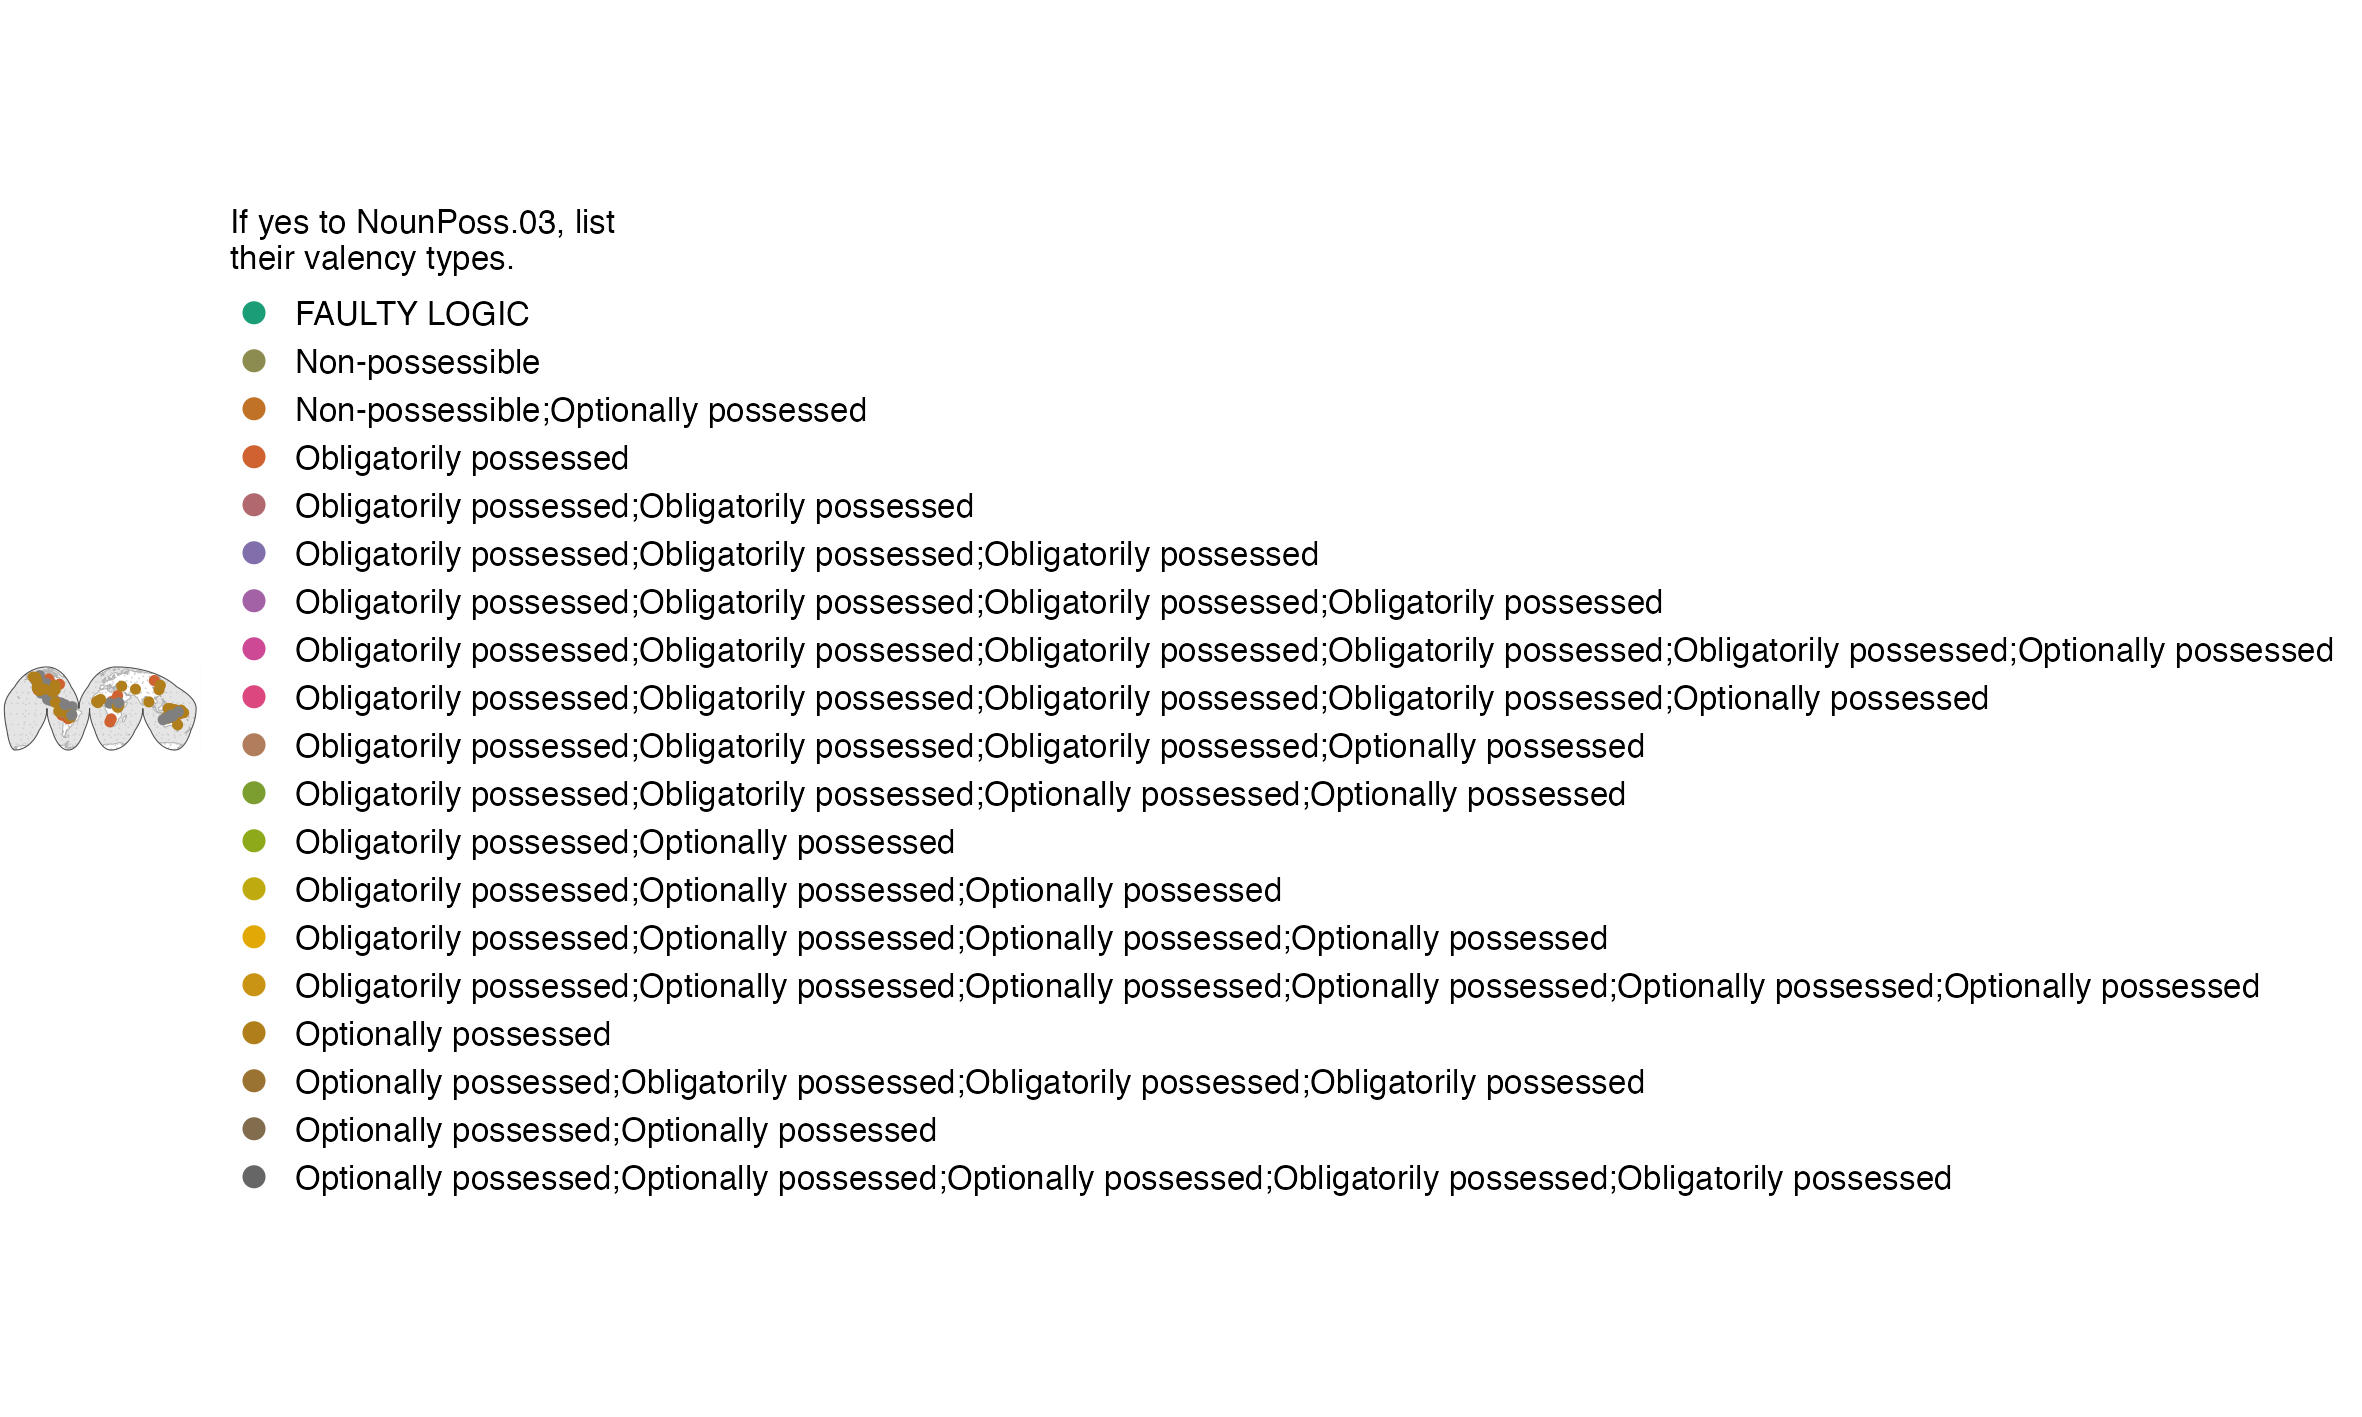 If yes to NounPoss.03, list
their valency types.
FAULTY LOGIC
Non-possessible
Non-possessible;Optionally possessed
Obligatorily possessed
Obligatorily possessed;Obligatorily possessed
Obligatorily possessed;Obligatorily possessed;Obligatorily possessed
Obligatorily possessed;Obligatorily possessed;Obligatorily possessed;Obligatorily possessed
Obligatorily possessed;Obligatorily possessed;Obligatorily possessed;Obligatorily possessed;Obligatorily possessed;Optionally possessed
Obligatorily possessed;Obligatorily possessed;Obligatorily possessed;Obligatorily possessed;Optionally possessed
Obligatorily possessed;Obligatorily possessed;Obligatorily possessed;Optionally possessed
Obligatorily possessed;Obligatorily possessed;Optionally possessed;Optionally possessed
Obligatorily possessed;Optionally possessed
Obligatorily possessed;Optionally possessed;Optionally possessed
Obligatorily possessed;Optionally possessed;Optionally possessed;Optionally possessed
Obligatorily possessed;Optionally possessed;Optionally possessed;Optionally possessed;Optionally possessed;Optionally possessed
Optionally possessed
Optionally possessed;Obligatorily possessed;Obligatorily possessed;Obligatorily possessed
Optionally possessed;Optionally possessed
Optionally possessed;Optionally possessed;Optionally possessed;Obligatorily possessed;Obligatorily possessed